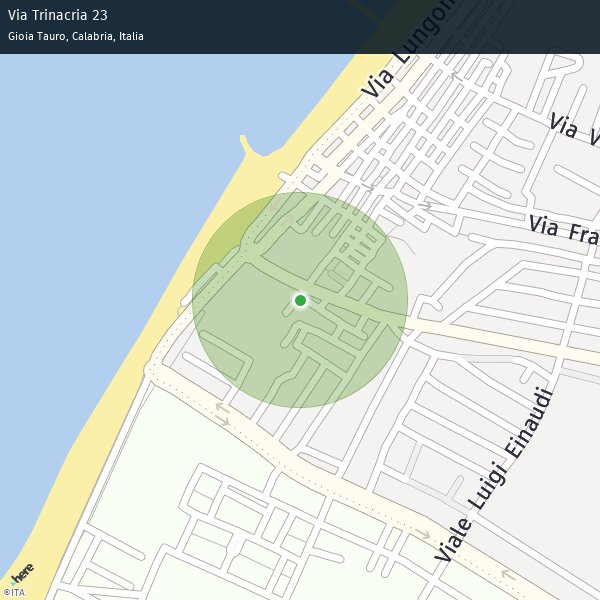 Via Trinacria 23
Gioia Tauro, Calabria, Italia
Via Lungom
Via V
Via Fra
Viale Luigi Einaudi
here
©ITA